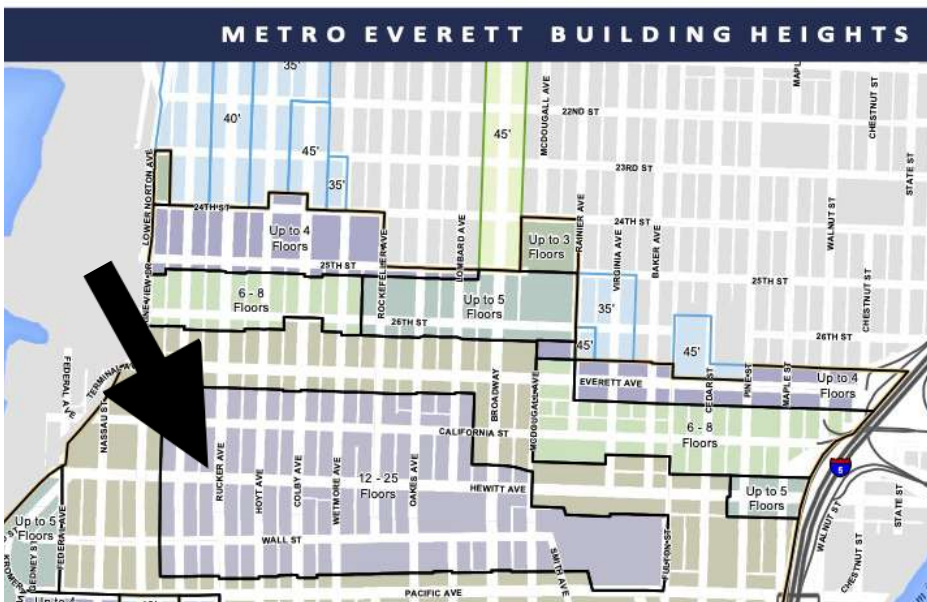 METRO EVERETT BUILDING HEIGHTS
35'
40'
45'
45'
35'
MCDOUGALL AVE
22ND ST
MAPL
CHESTNUT ST
23RD ST
STATE ST
LOWER NORTON AVE
24TH ST
Up to 4
Floors
ROCKEFELLER AVE
LOMBARD AVE
Up to 3
Floors
RAINIER AVE
24TH ST
VIRGINIA AVE
BAKER AVE
WALNUT ST
25TH ST
25TH ST
6 - 8
Floors
Up to 5
Floors
26TH ST
35'
45'
45'
26TH ST
CHESTNUT ST
FEDERAL AVE
NASSAU ST
BROADWAY
MCDOUGALL AVE
EVERETT AVE
CEDAR ST
PINE ST
MAPLE ST
Up to 4
Floors
CALIFORNIA ST
6 - 8
Floors
RUCKER AVE
HOYT AVE
COLBY AVE
WETMORE AVE
12 - 25
Floors
OAKES AVE
HEWITT AVE
5
Up to 5
Floors
Up to 5
Floors
WALL ST
WALNUT ST
STATE ST
GEDNEY ST
FEDERAL AVE
SMITH AVE
FULTON ST
CHESTNUT ST
PACIFIC AVE